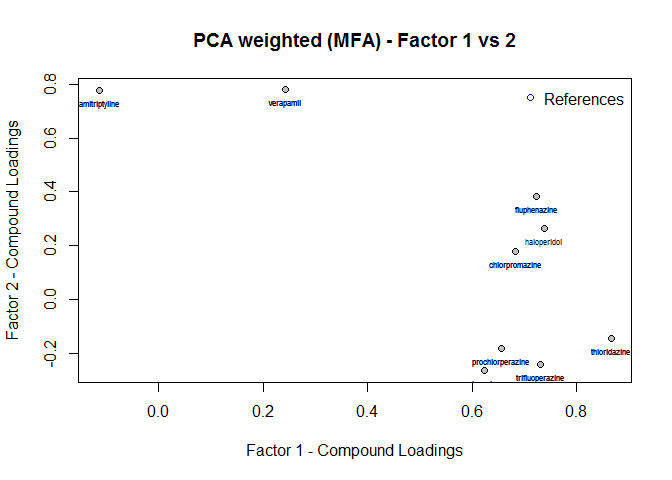 PCA weighted (MFA) - Factor 1 vs 2
References
amitriptyline
verapamil
fluphenazine
haloperidol
chlorpromazine
thioridazine
prochlorperazine
trifluoperazine
0.8
0.6
0.4
0.2
0.0
-0.2
Factor 2 - Compound Loadings
0.0 0.2 0.4 0.6 0.8
Factor 1 - Compound Loadings